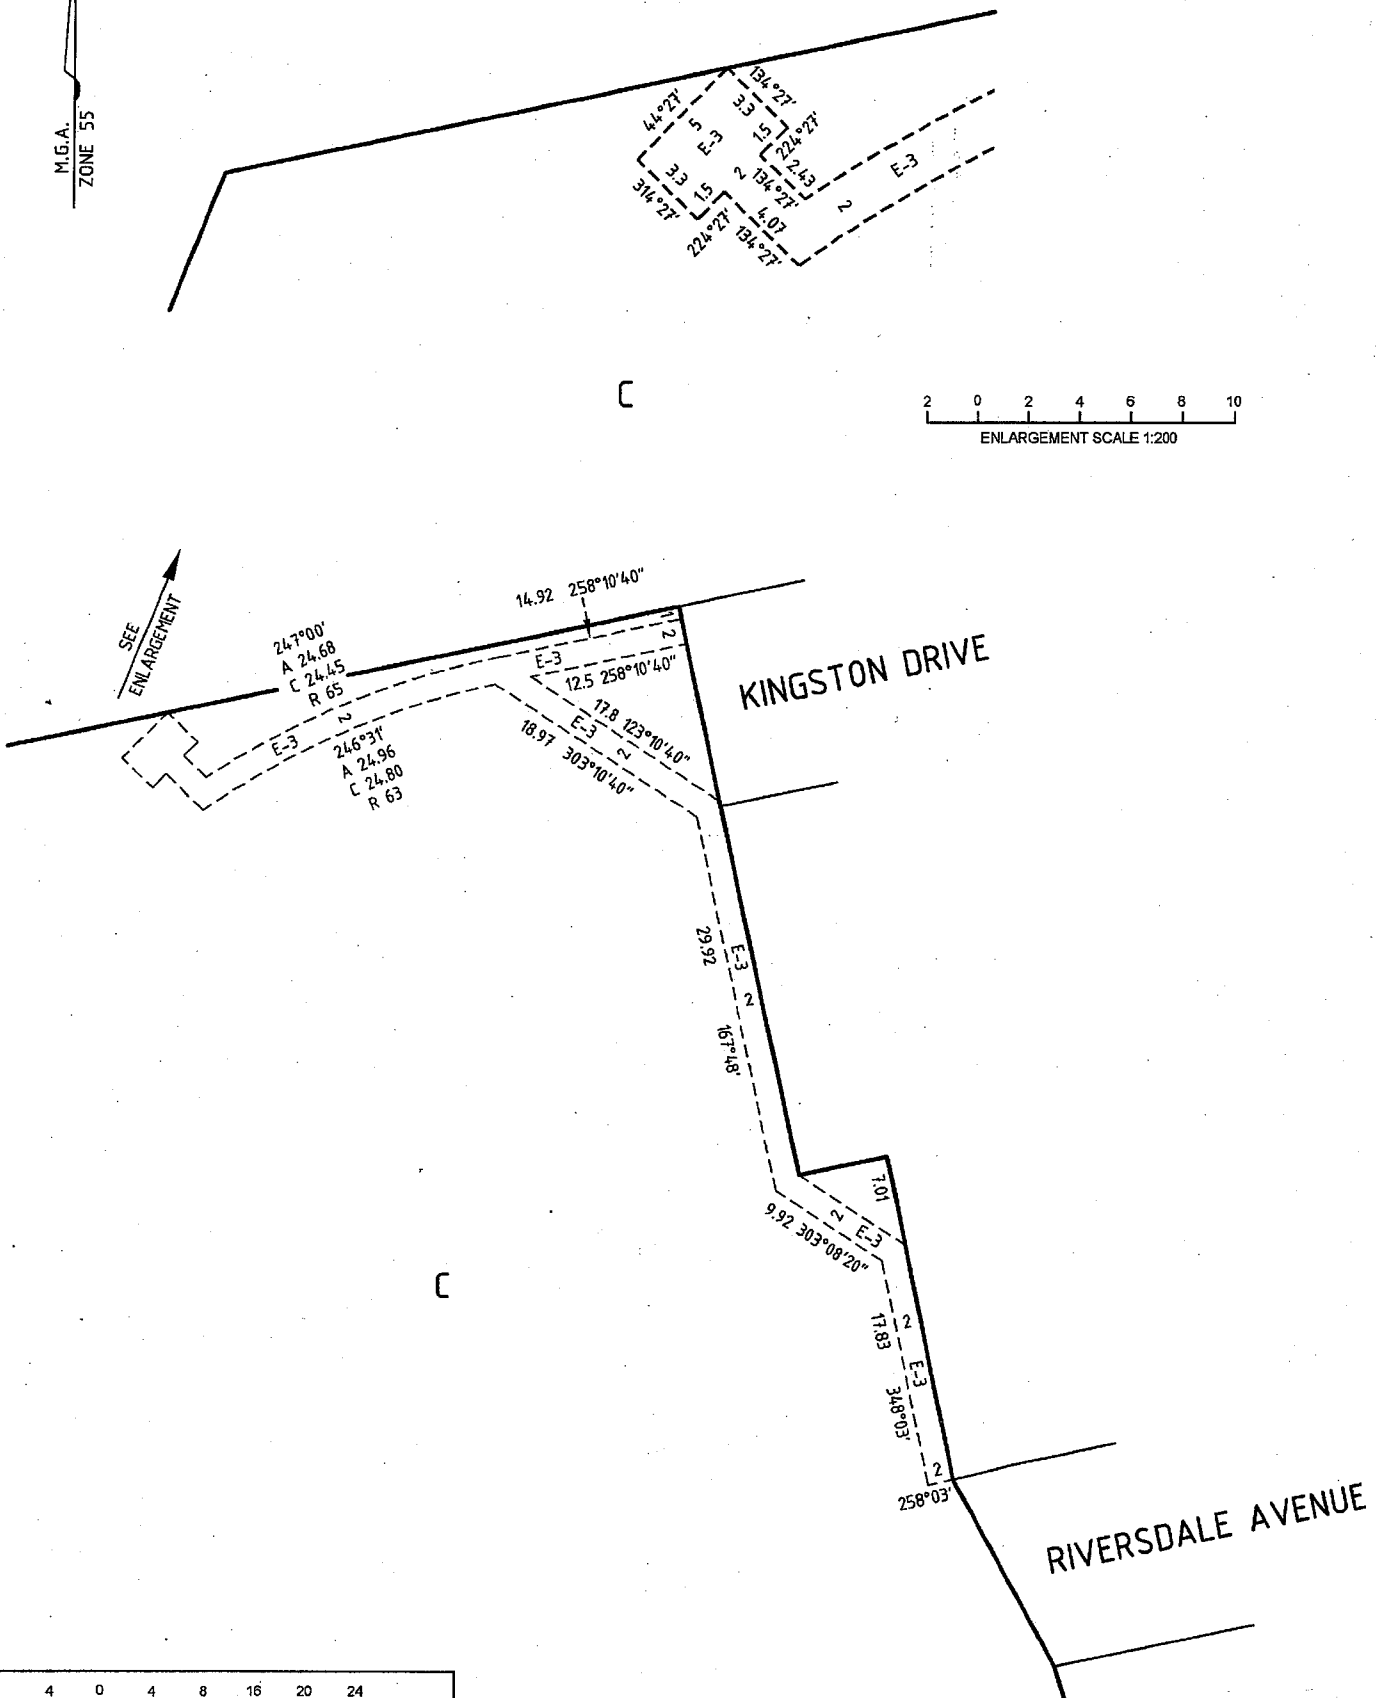 M.G.A.
ZONE 55
134°27'
3.3
44°27'
5
E-3
1.5
224°27'
2.43
134°27'
2
3.3
1.5
314°27'
224°27'
4.07
134°27'
2
E-3
C
2 0 2 4 6 8 10
ENLARGEMENT SCALE 1:200
SEE
ENLARGEMENT
14.92 258°10'40"
247°00'
A 24.68
C 24.45
R 65
1
2
E-3
12.5 258°10'40"
KINGSTON DRIVE
2
E-3
246°31'
A 24.96
C 24.80
R 63
17.8 123°10'40"
E-3
2
18.97 303°10'40"
29.92
E-3
2
167°48'
7.01
2
E-3
9.92 303°08'20"
C
17.83
2
E-3
348°03'
2
258°03'
RIVERSDALE AVENUE
4 0 4 8 16 20 24